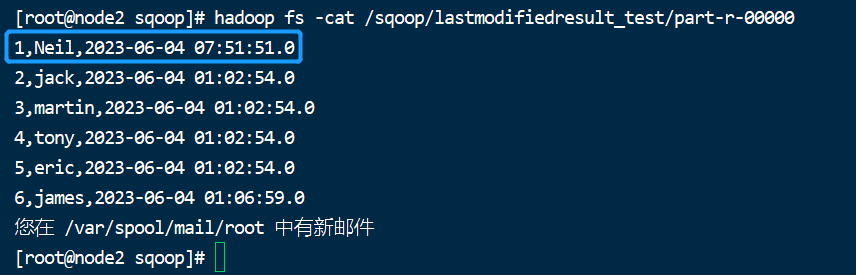 [root@node2 sqoop]# hadoop fs -cat /sqoop/lastmodifiedresult_test/part-r-00000
1,Neil,2023-06-04 07:51:51.0
2,jack,2023-06-04 01:02:54.0
3,martin,2023-06-04 01:02:54.0
4,tony,2023-06-04 01:02:54.0
5,eric,2023-06-04 01:02:54.0
6,james,2023-06-04 01:06:59.0
您在 /var/spool/mail/root 中有新邮件
[root@node2 sqoop]#